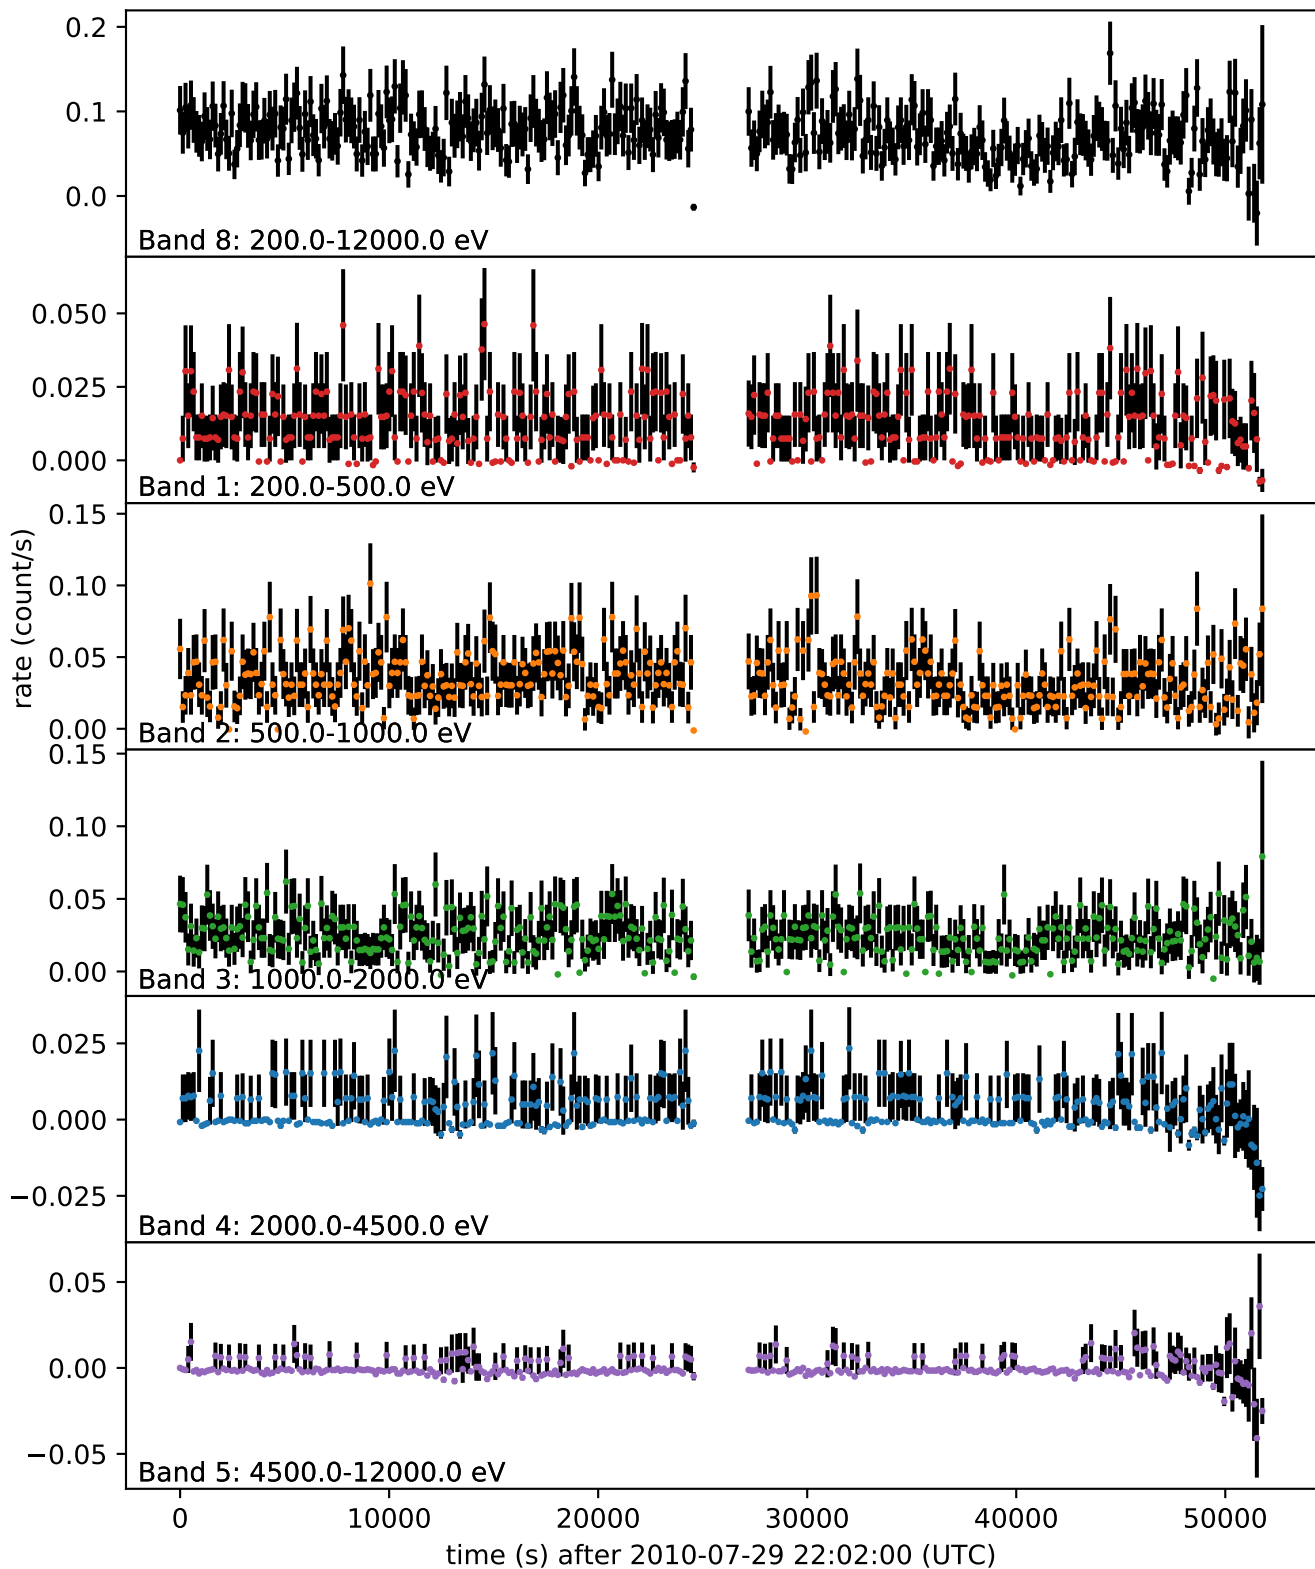 0.2
0.1
0.0
Band 8: 200.0-12000.0 eV
0.050
0.025
0.000
Band 1: 200.0-500.0 eV
rate (count/s)
0.15
0.10
0.05
0.00
Band 2: 500.0-1000.0 eV
0.15
0.10
0.05
0.00
Band 3: 1000.0-2000.0 eV
0.025
0.000
−0.025
Band 4: 2000.0-4500.0 eV
0.05
0.00
−0.05
Band 5: 4500.0-12000.0 eV
0 10000 20000 30000 40000 50000
time (s) after 2010-07-29 22:02:00 (UTC)